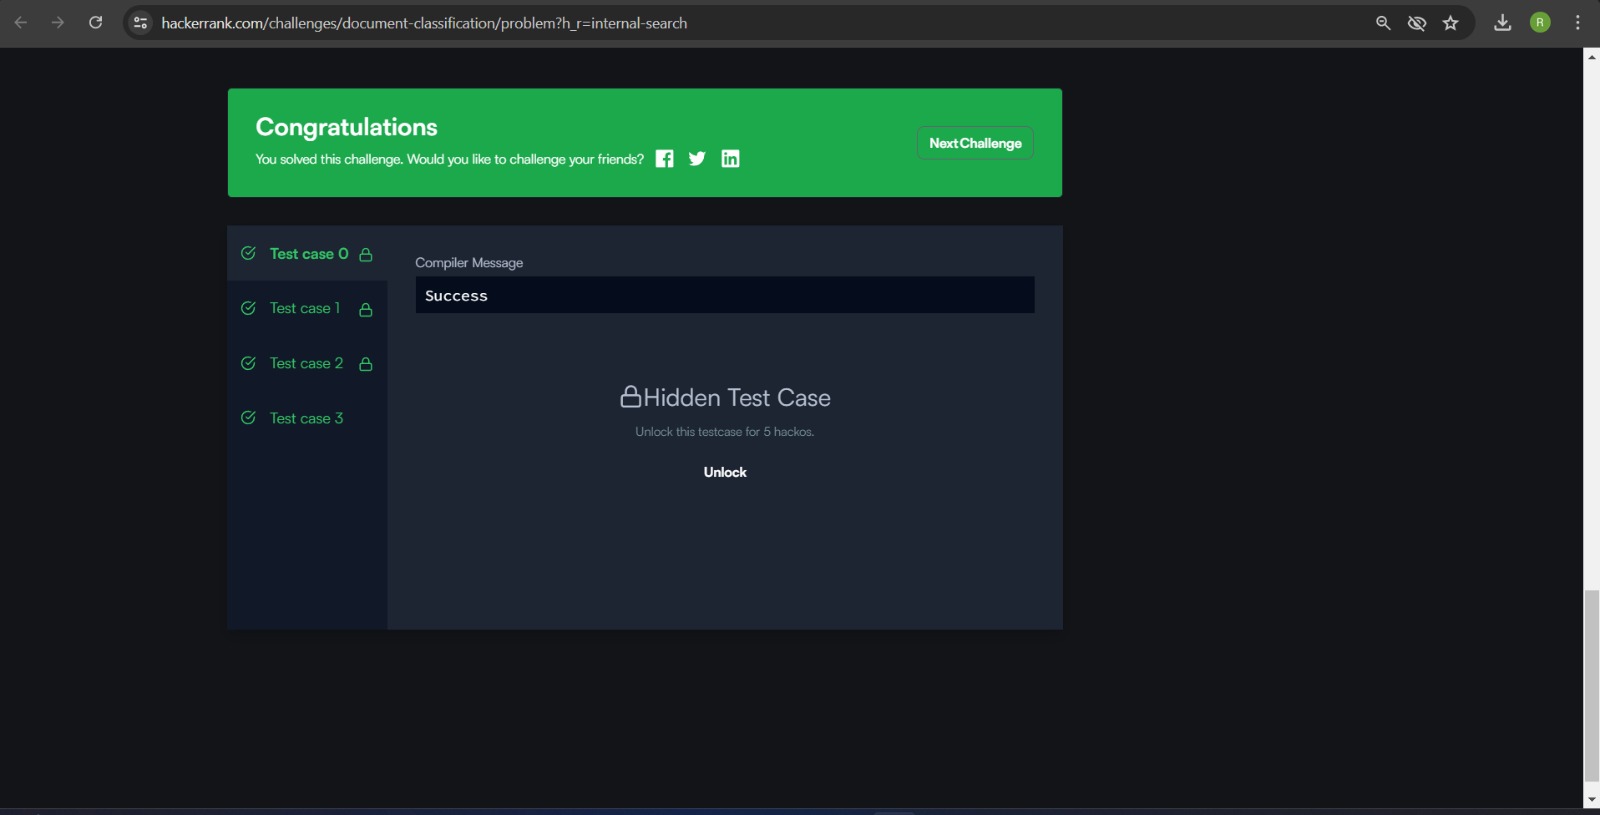 hackerrank.com/challenges/document-classification/problem?h_r=internal-search
R
Congratulations
You solved this challenge. Would you like to challenge your friends?
Next Challenge
Test case 0
Test case 1
Test case 2
Test case 3
Compiler Message
Success
Hidden Test Case
Unlock this testcase for 5 hackos.
Unlock